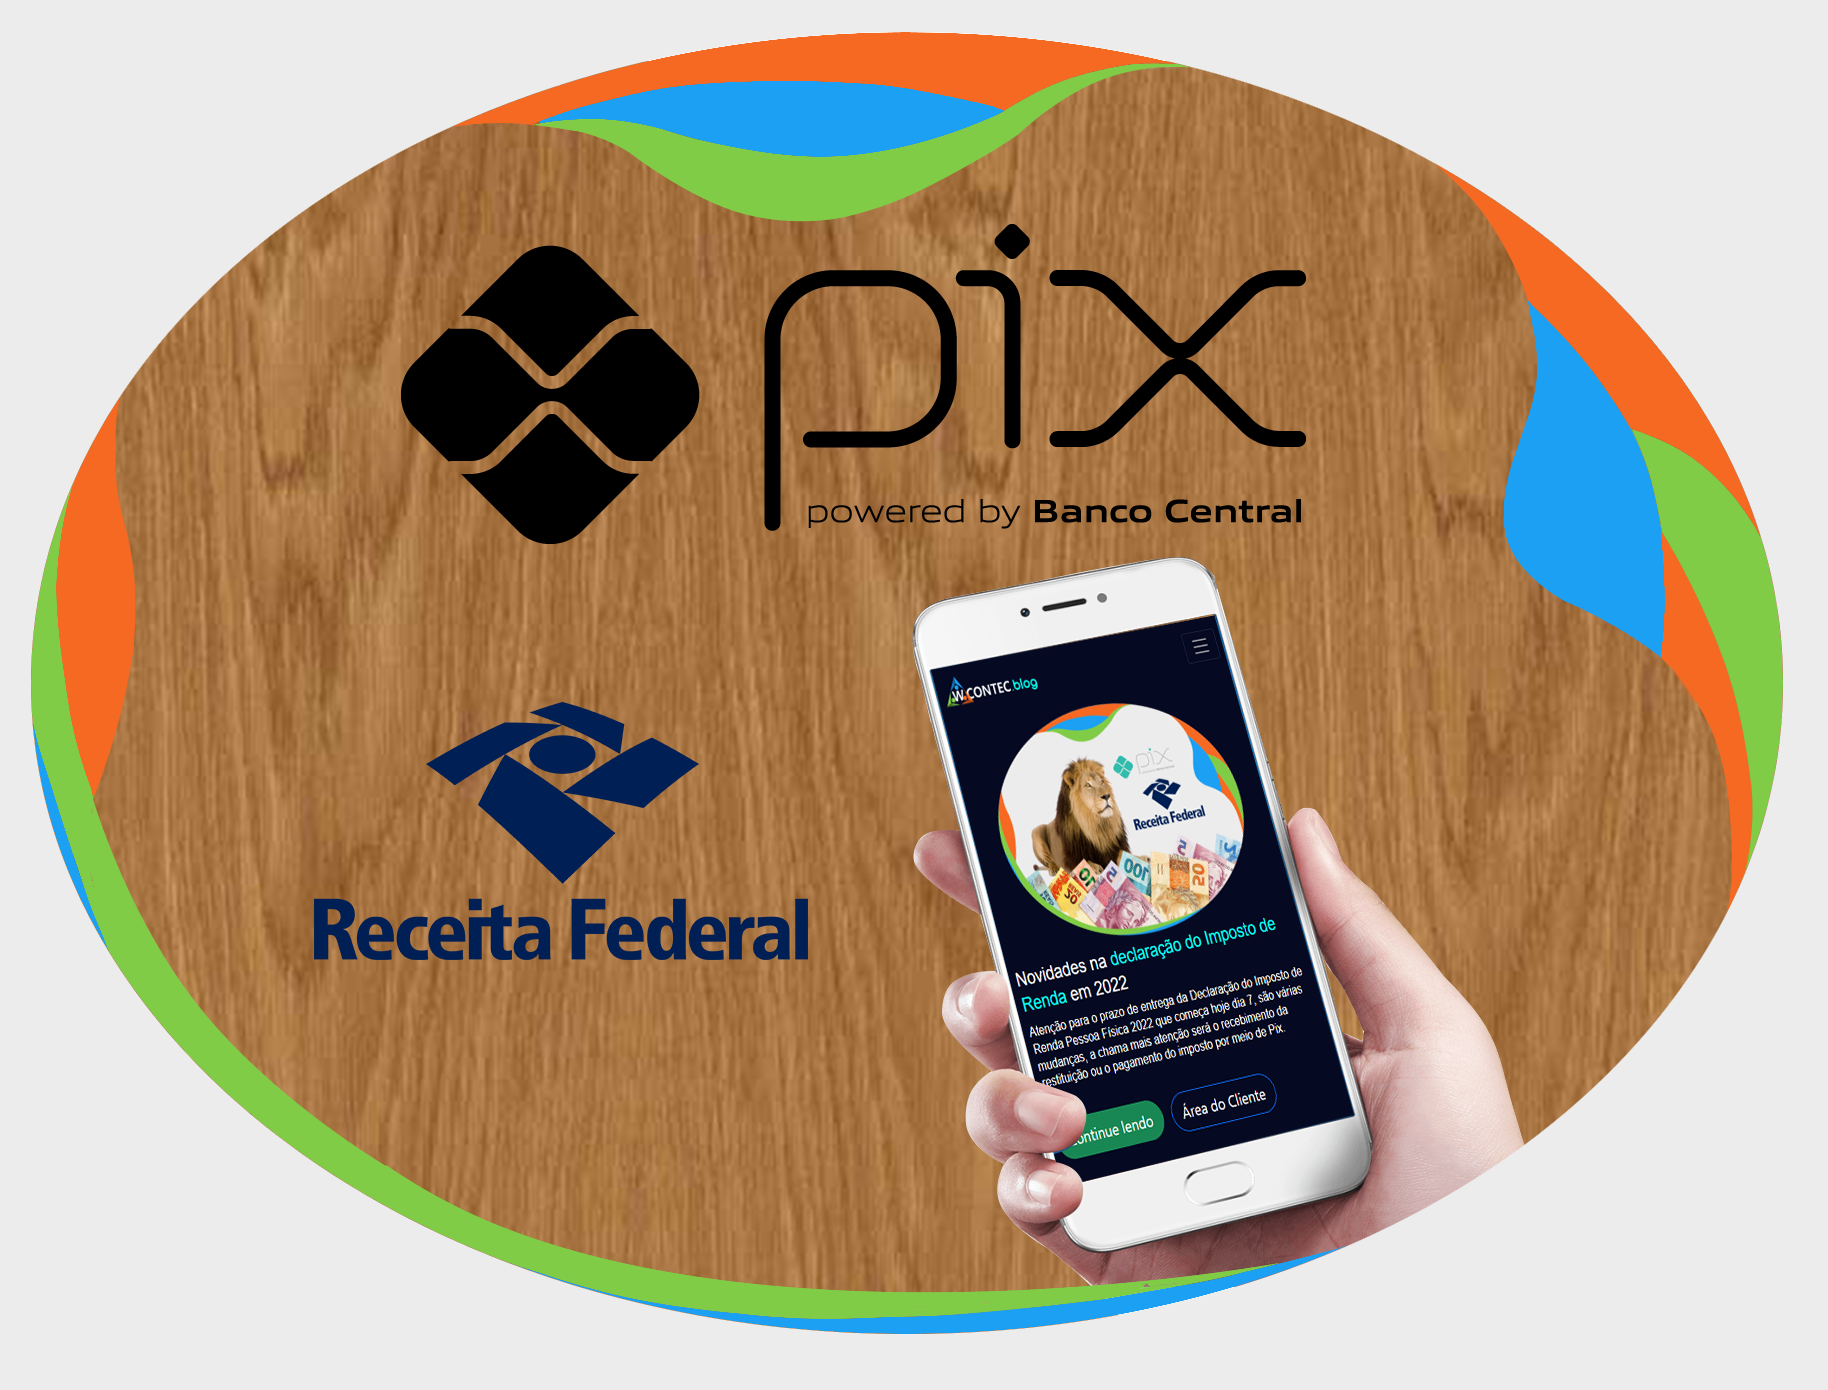 pix
powered by Banco Central
Receita Federal
W.CONTEC.blog
pix
Receita Federal
Novidades na declaração do Imposto de
Renda em 2022
Atenção para o prazo de entrega da Declaração do Imposto de
Renda Pessoa Física 2022 que começa hoje dia 7, são várias
mudanças, a chama mais atenção será o recebimento da
restituição ou o pagamento do imposto por meio de Pix.
Continue lendo
Área do Cliente